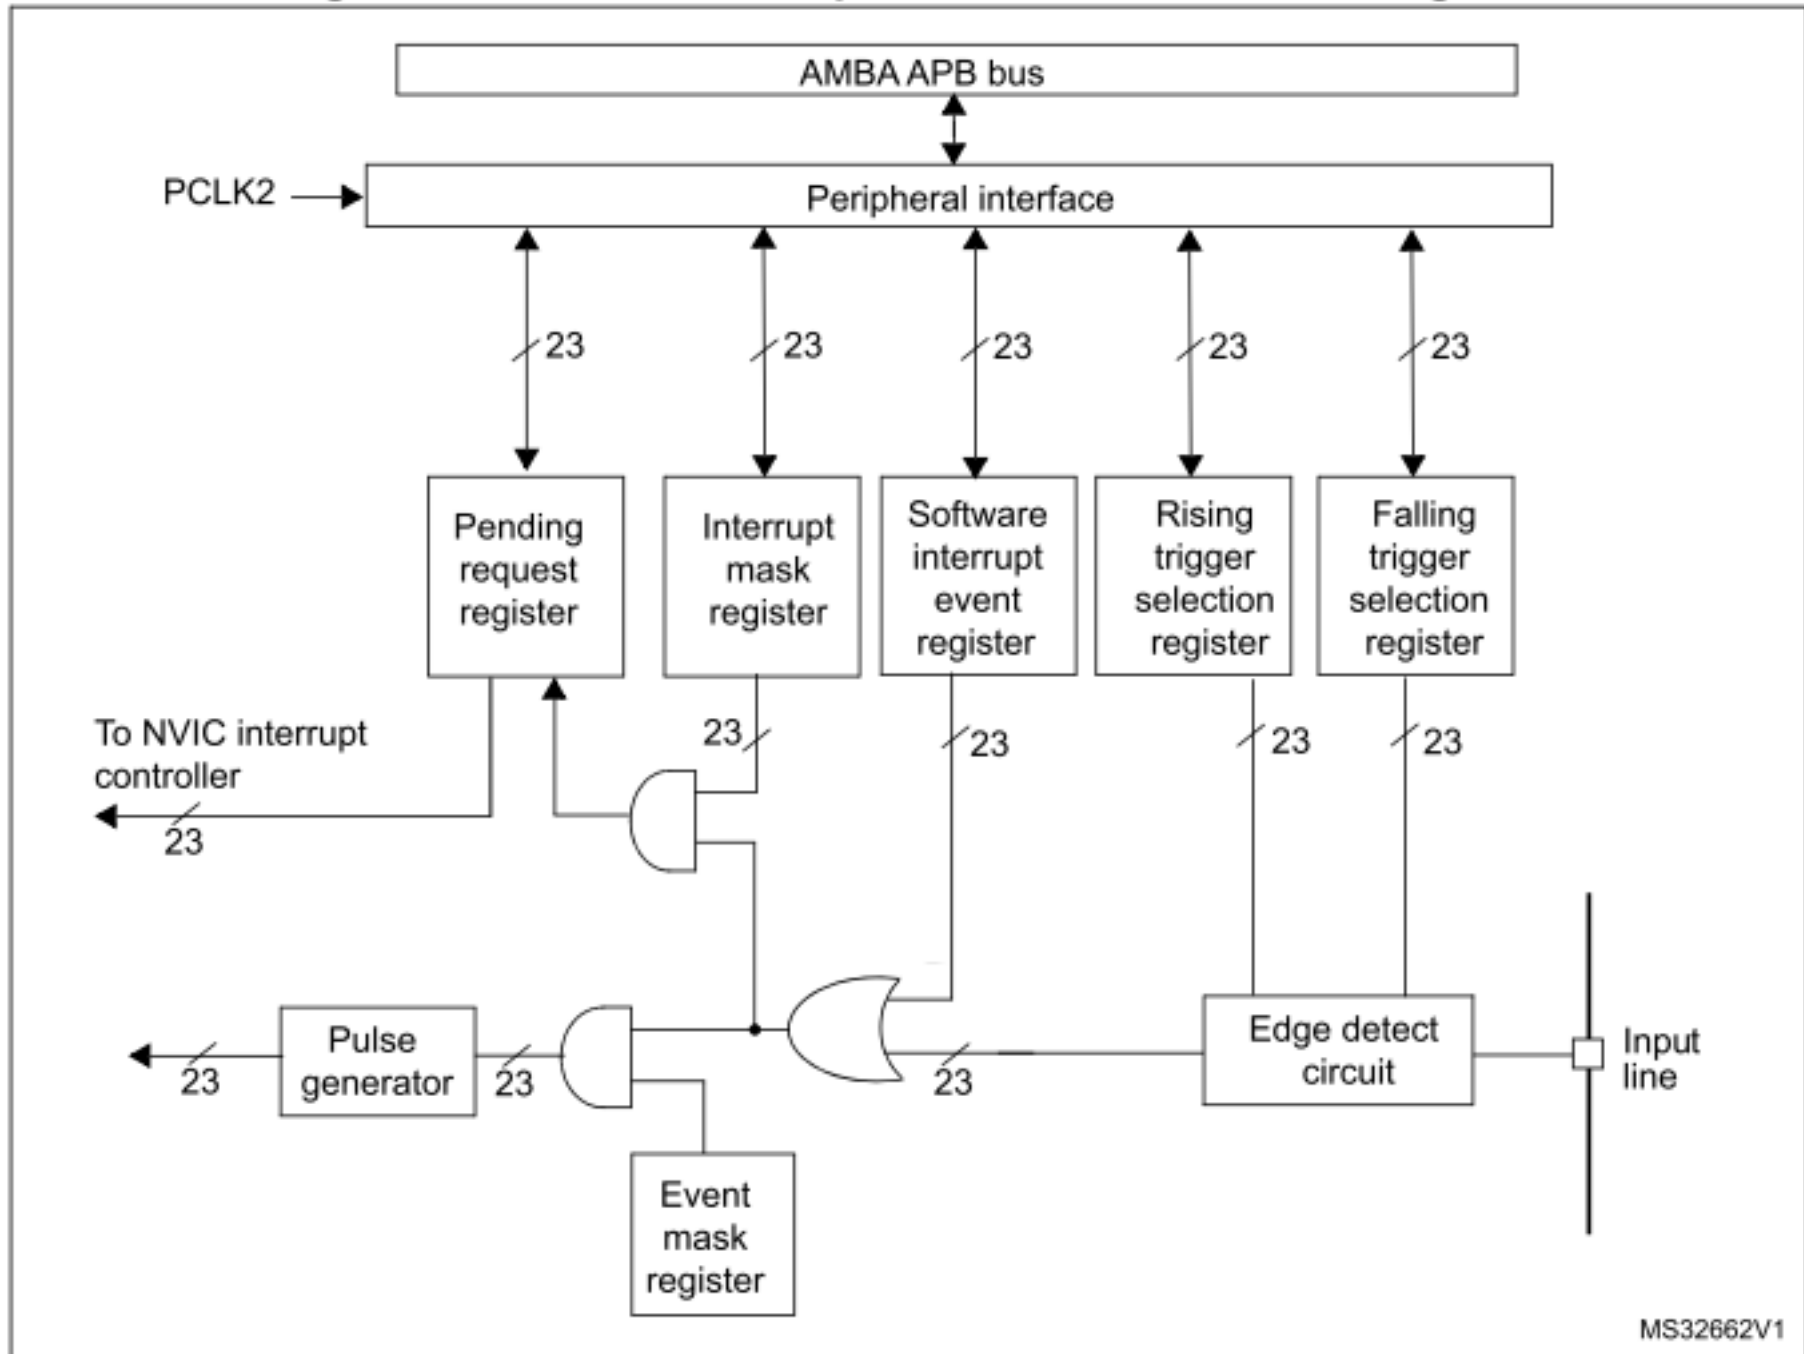 AMBA APB bus
PCLK2
Peripheral interface
23
23
23
23
23
Pending
request
register
Interrupt
mask
register
Software
interrupt
event
register
Rising
trigger
selection
register
Falling
trigger
selection
register
To NVIC interrupt
controller
23
23
23
23
23
23
Pulse
generator
23
23
Edge detect
circuit
Input
line
Event
mask
register
MS32662V1